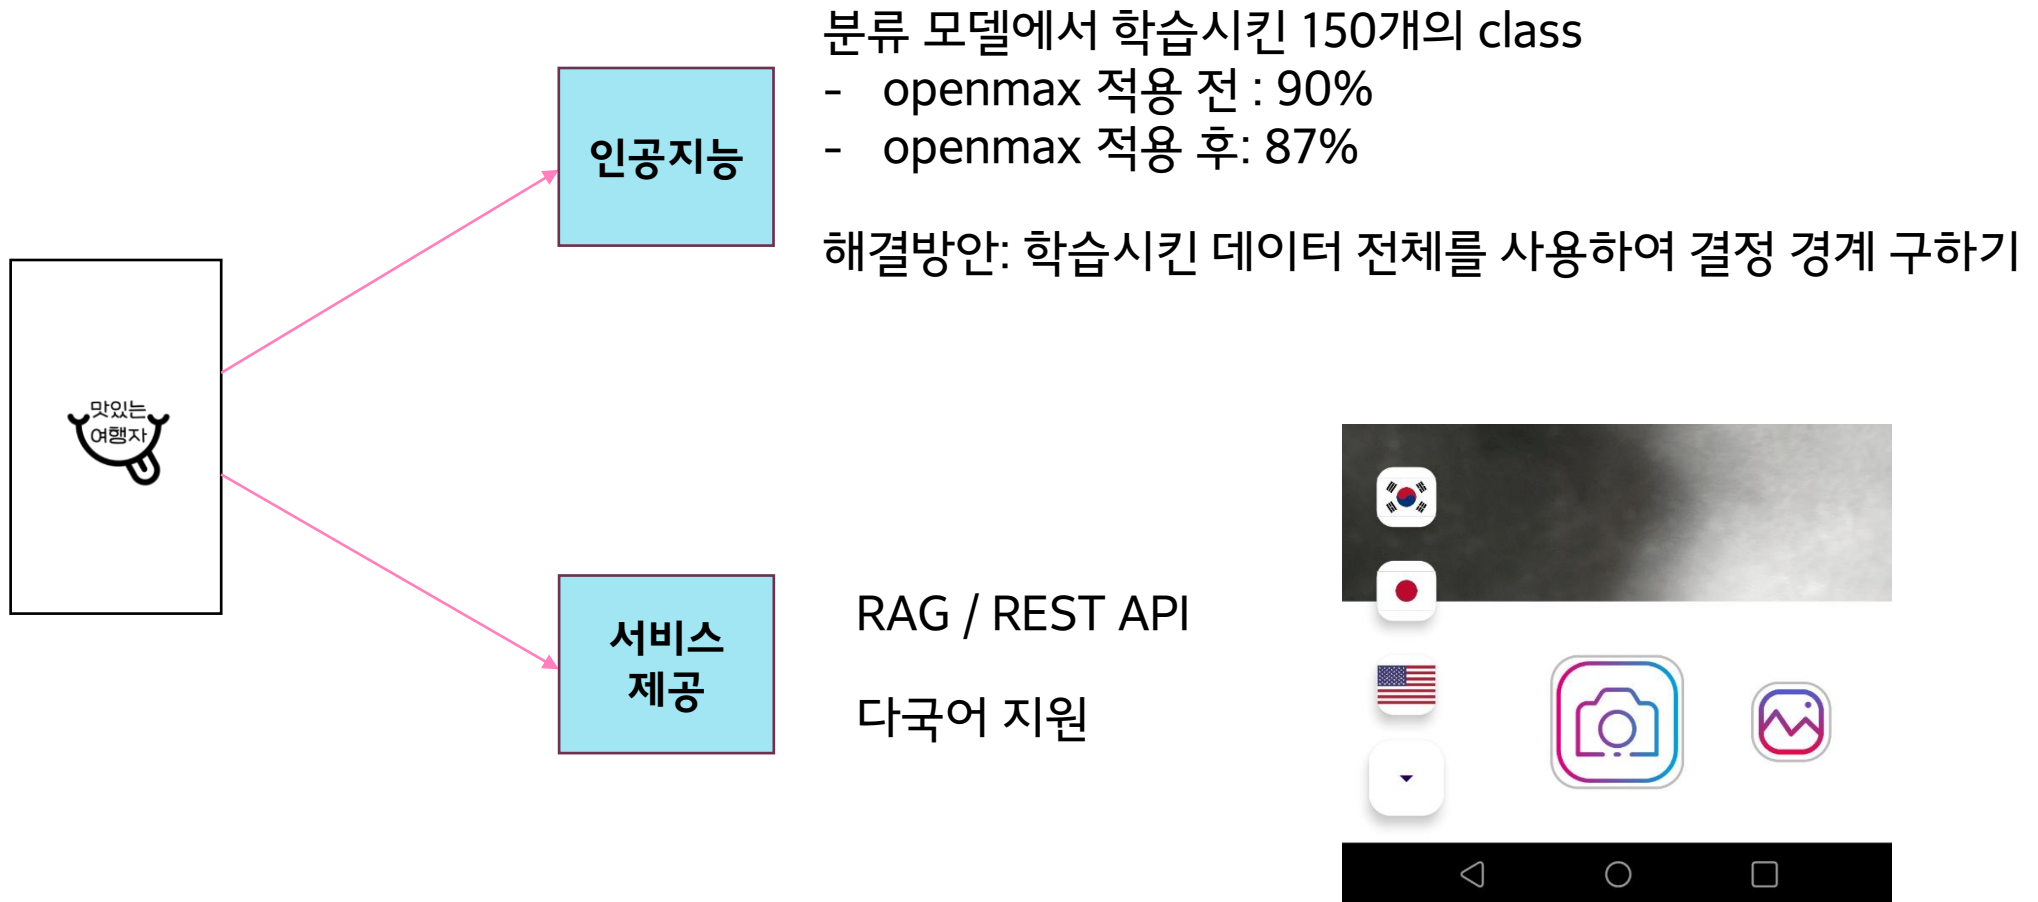 분류 모델에서 학습시킨 150개의 class
- openmax 적용 전 : 90%
- openmax 적용 후: 87%
인공지능
해결방안: 학습시킨 데이터 전체를 사용하여 결정 경계 구하기
맛있는
여행자
서비스
제공
RAG / REST API
다국어 지원